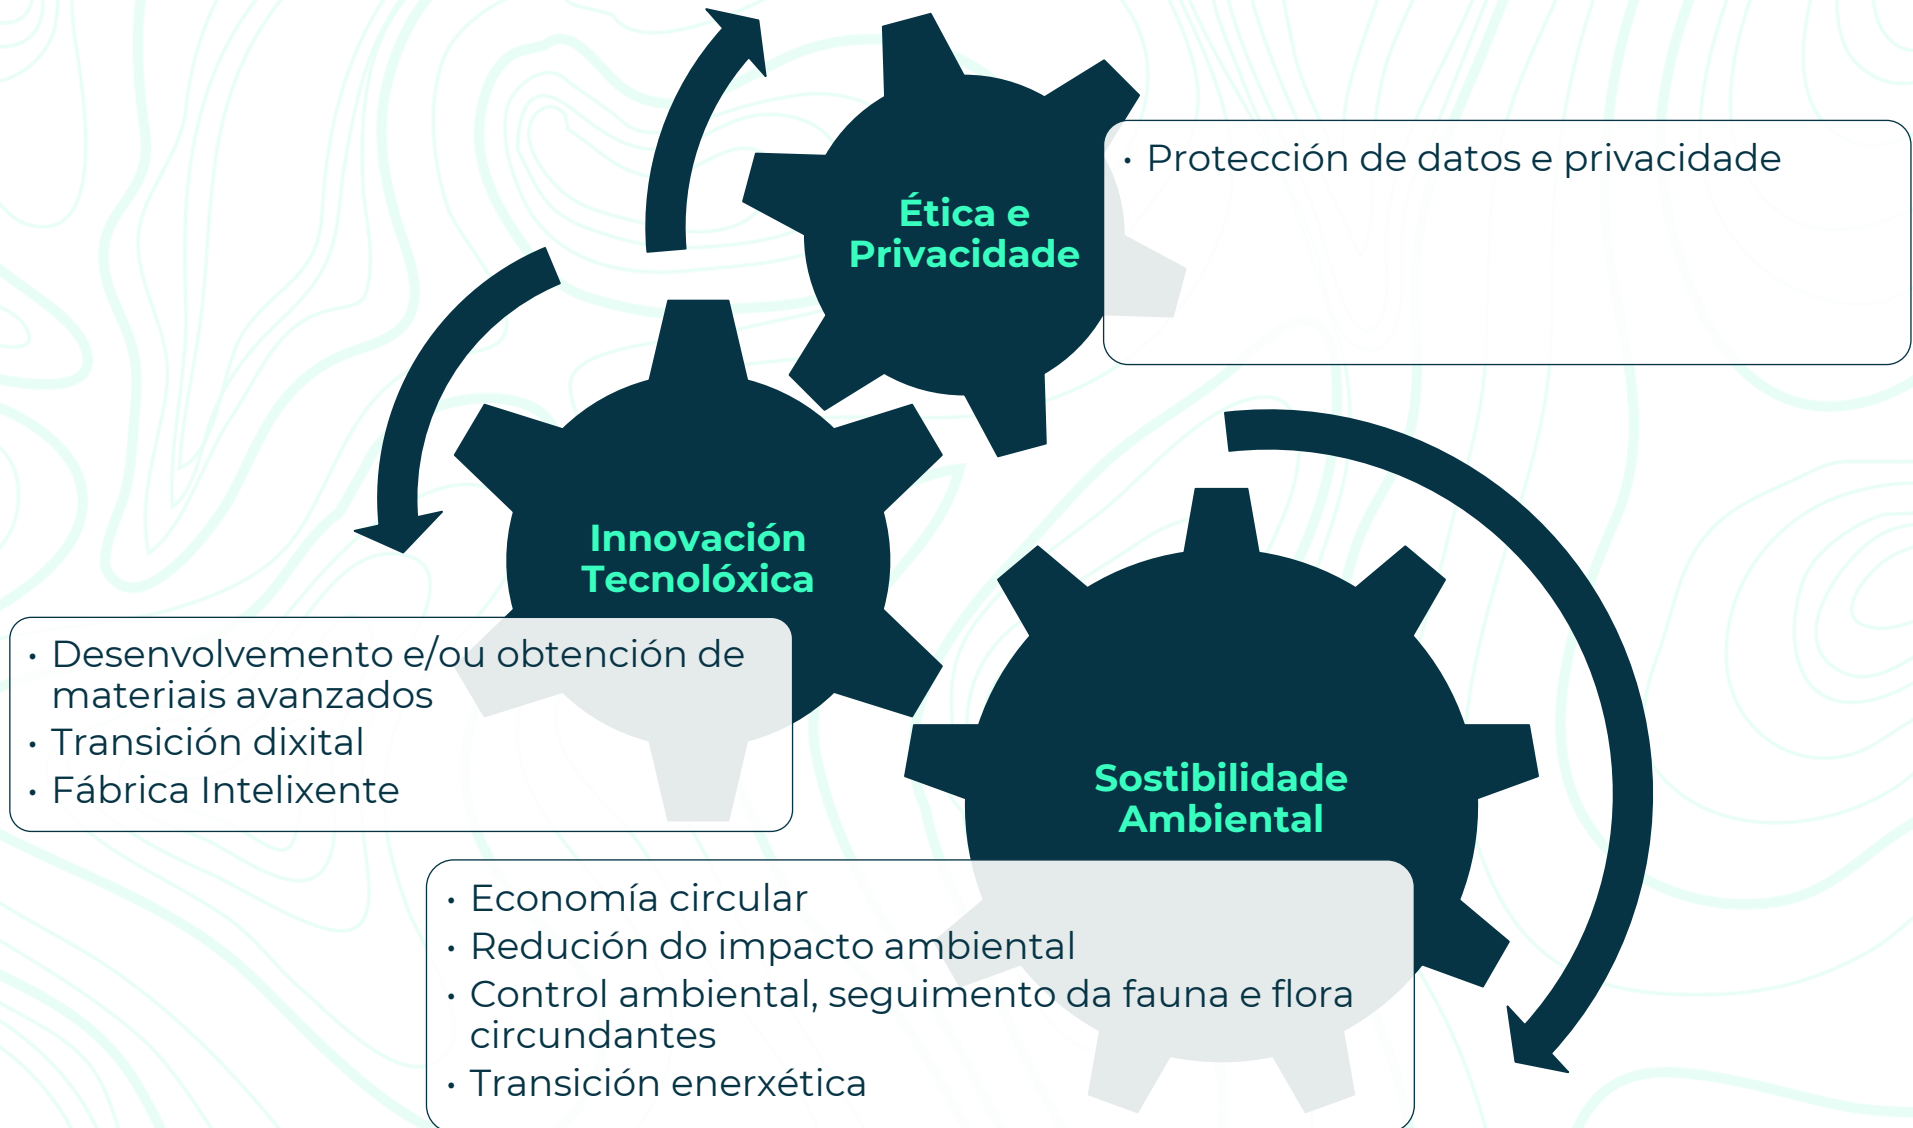 Ética e
Privacidade
· Protección de datos e privacidade
Innovación
Tecnolóxica
· Desenvolvemento e/ou obtención de
materiais avanzados
· Transición dixital
· Fábrica Intelixente
Sostibilidade
Ambiental
· Economía circular
· Redución do impacto ambiental
· Control ambiental, seguimento da fauna e flora
circundantes
· Transición enerxética